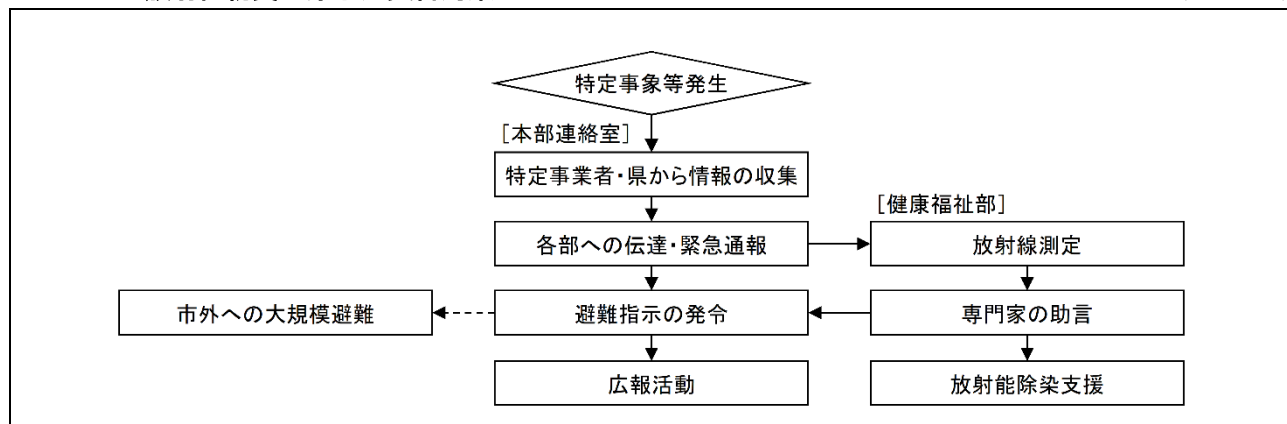 特定事象等発生
［本部連絡室］
特定事業者・県から情報の収集
［健康福祉部］
各部への伝達・緊急通報
放射線測定
市外への大規模避難
避難指示の発令
専門家の助言
広報活動
放射能除染支援